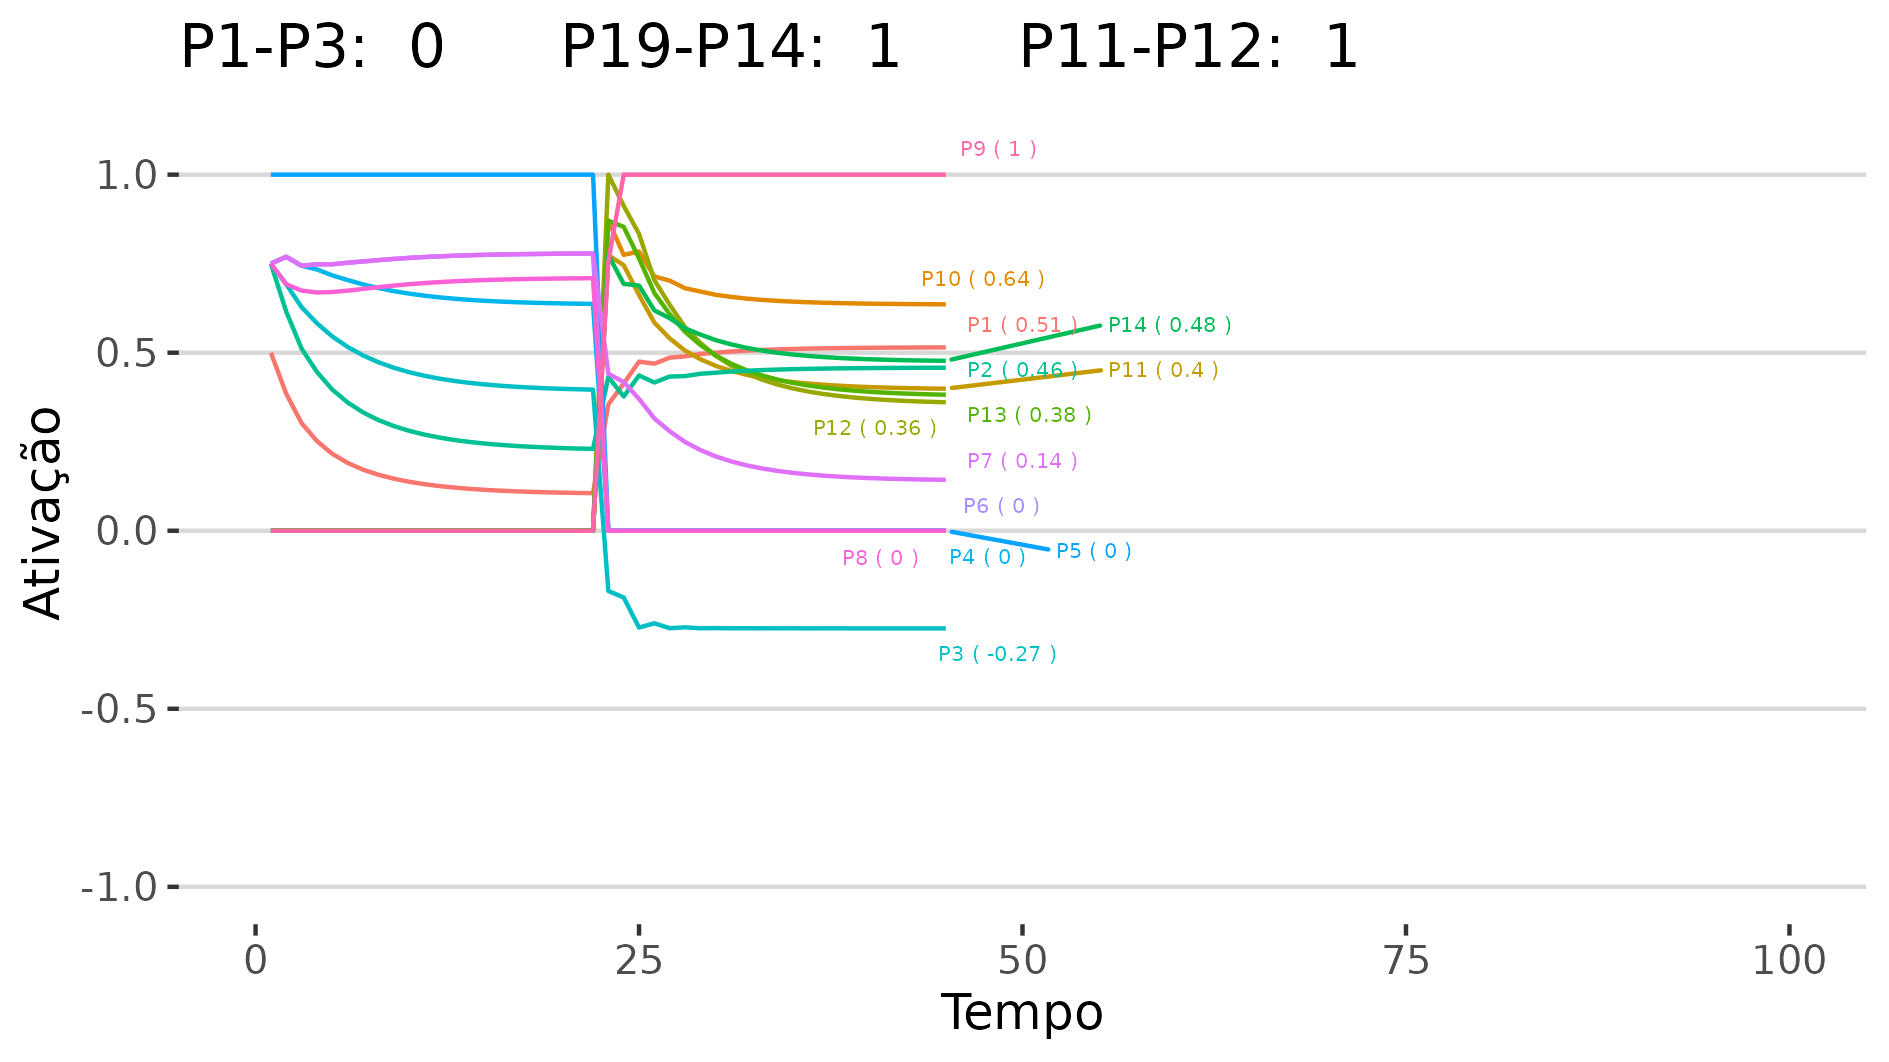 P1-P3: 0 P19-P14: 1 P11-P12: 1
P9 ( 1 )
1.0
P10 ( 0.64 )
P1 ( 0.51 ) P14 ( 0.48 )
0.5
P2 ( 0.46 ) P11 ( 0.4 )
P13 ( 0.38 )
P12 ( 0.36 )
P7 ( 0.14 )
P6 ( 0 )
0.0
P8 ( 0 ) P4 ( 0 ) P5 ( 0 )
P3 ( -0.27 )
-0.5
-1.0
Ativação
0 25 50 75 100
Tempo